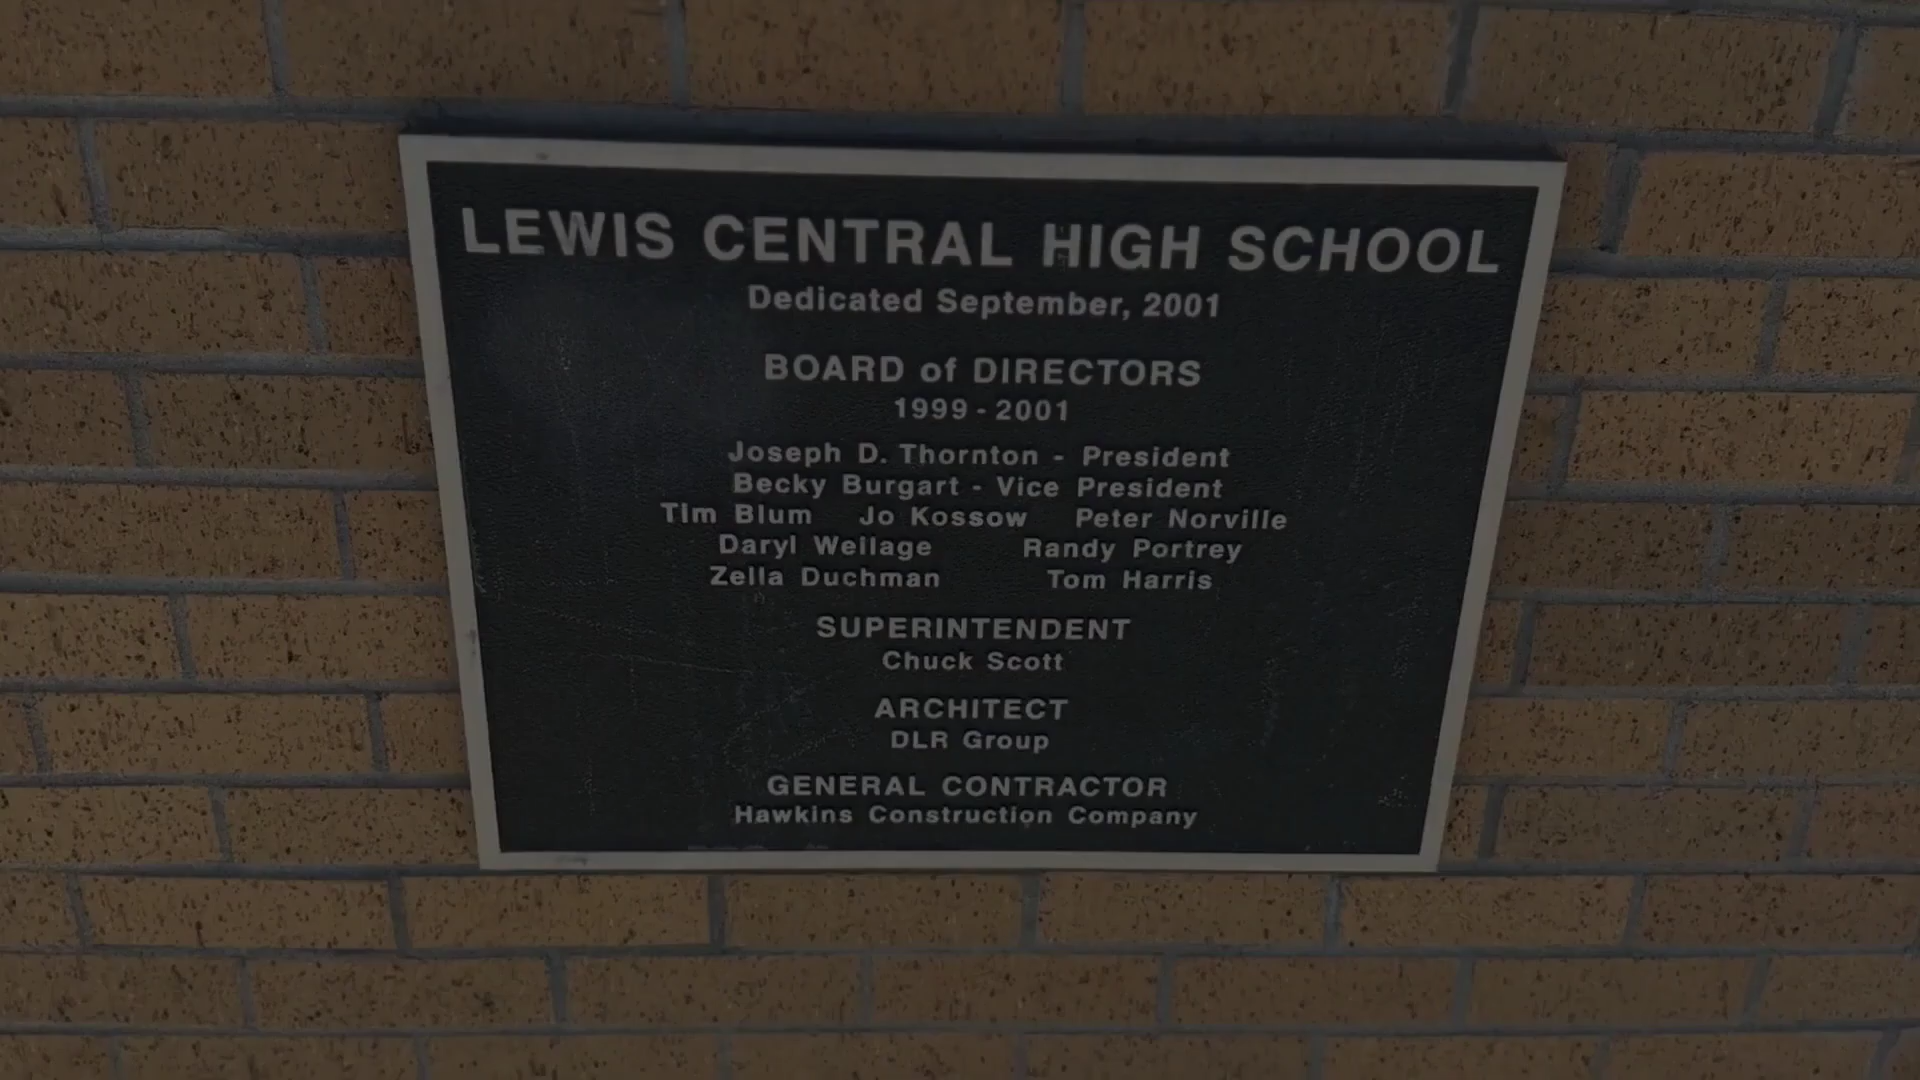 LEWIS CENTRAL HIGH SCHOOL
Dedicated September, 2001
BOARD of DIRECTORS
1999 - 2001
Joseph D. Thornton - President
Becky Burgart - Vice President
Tim Blum Jo Kossow Peter Norville
Daryl Weilage Randy Portrey
Zella Duchman Tom Harris
SUPERINTENDENT
Chuck Scott
ARCHITECT
DLR Group
GENERAL CONTRACTOR
Hawkins Construction Company